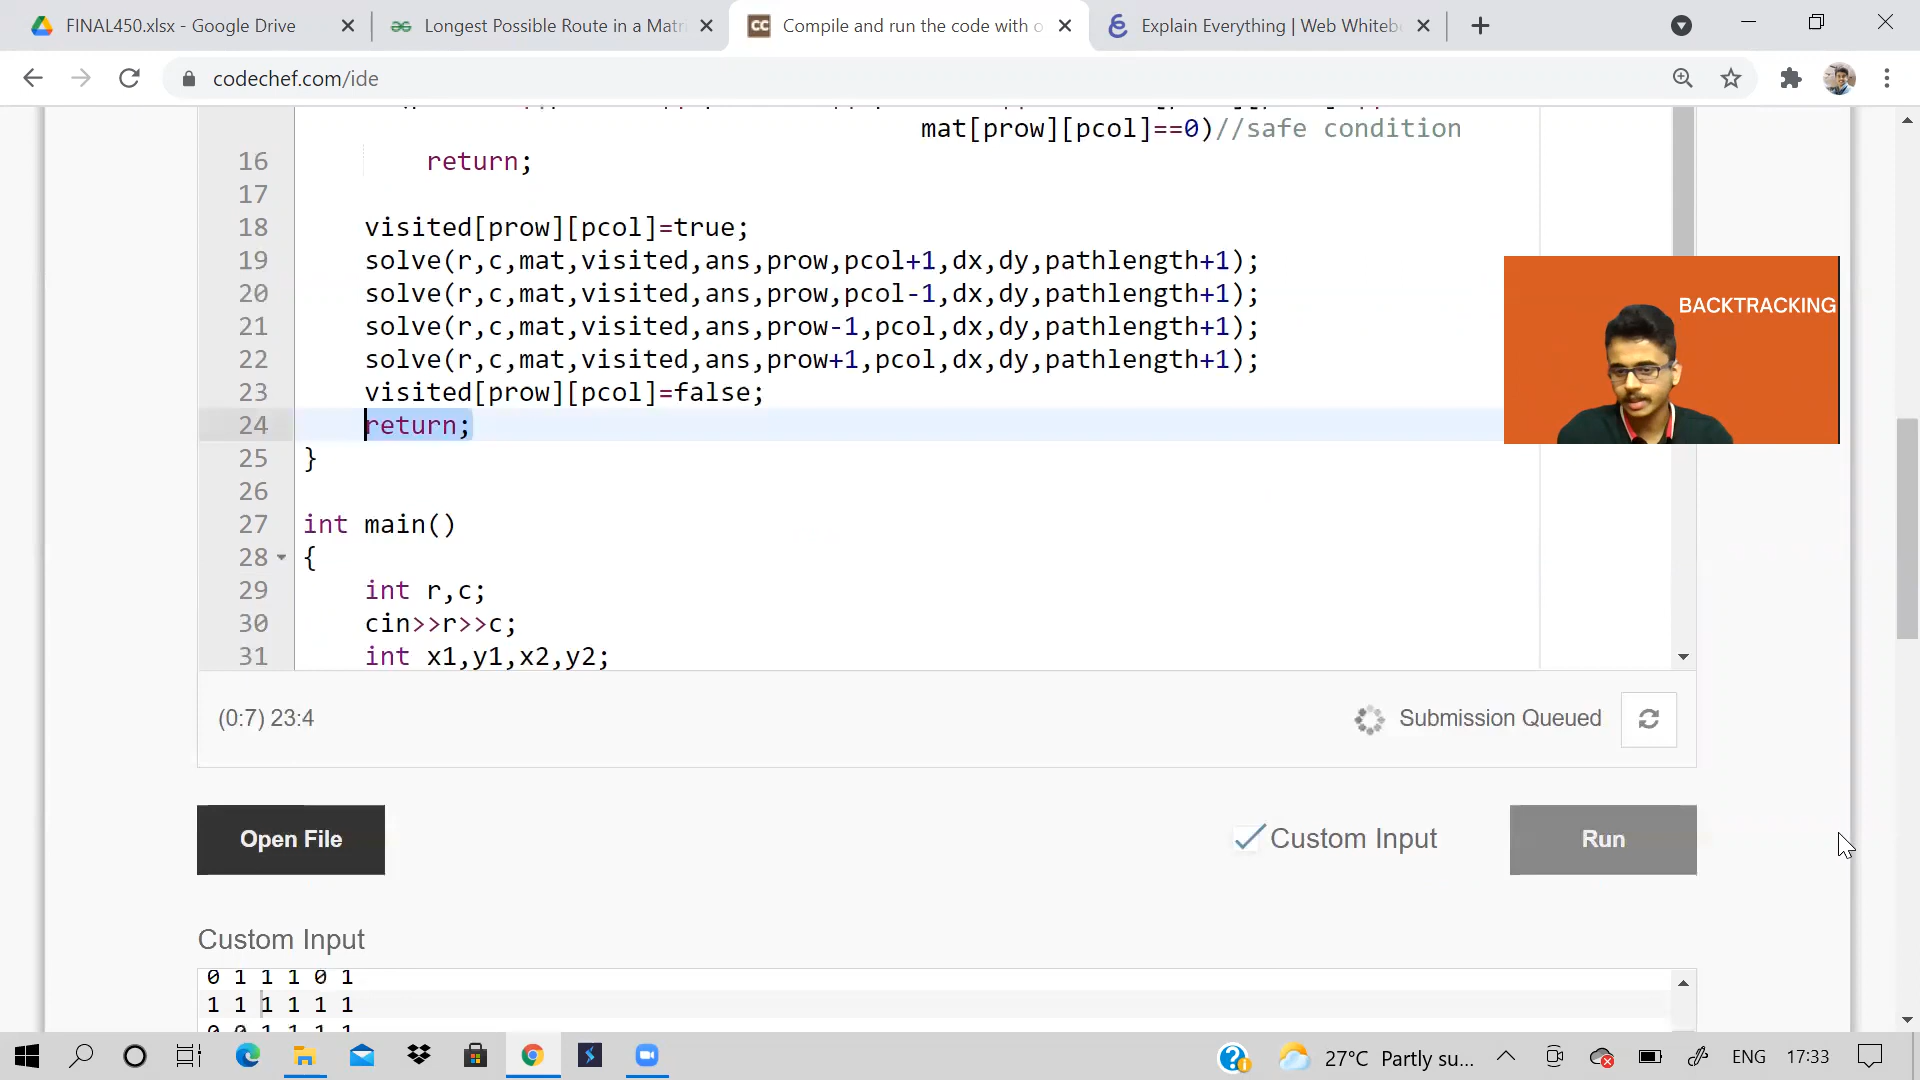 FINAL450.xlsx - Google Drive
Longest Possible Route in a Matri
CC
Compile and run the code with o
Explain Everything | Web Whitebo
codechef.com/ide
mat[prow][pcol]==0)//safe condition
16 return;
17
18 visited[prow][pcol]=true;
19 solve(r,c,mat,visited,ans,prow,pcol+1,dx,dy,pathlength+1);
20 solve(r,c,mat,visited,ans,prow,pcol-1,dx,dy,pathlength+1);
21 solve(r,c,mat,visited,ans,prow-1,pcol,dx,dy,pathlength+1);
22 solve(r,c,mat,visited,ans,prow+1,pcol,dx,dy,pathlength+1);
23 visited[prow][pcol]=false;
24 return;
25 }
26
27 int main()
28 {
29 int r,c;
30 cin>>r>>c;
31 int x1,y1,x2,y2;
BACKTRACKING
(0:7) 23:4
Submission Queued
Open File
Custom Input
Run
Custom Input
0 1 1 1 0 1
1 1 1 1 1 1
0 0 1 1 1 1
27°C Partly su...
ENG
17:33